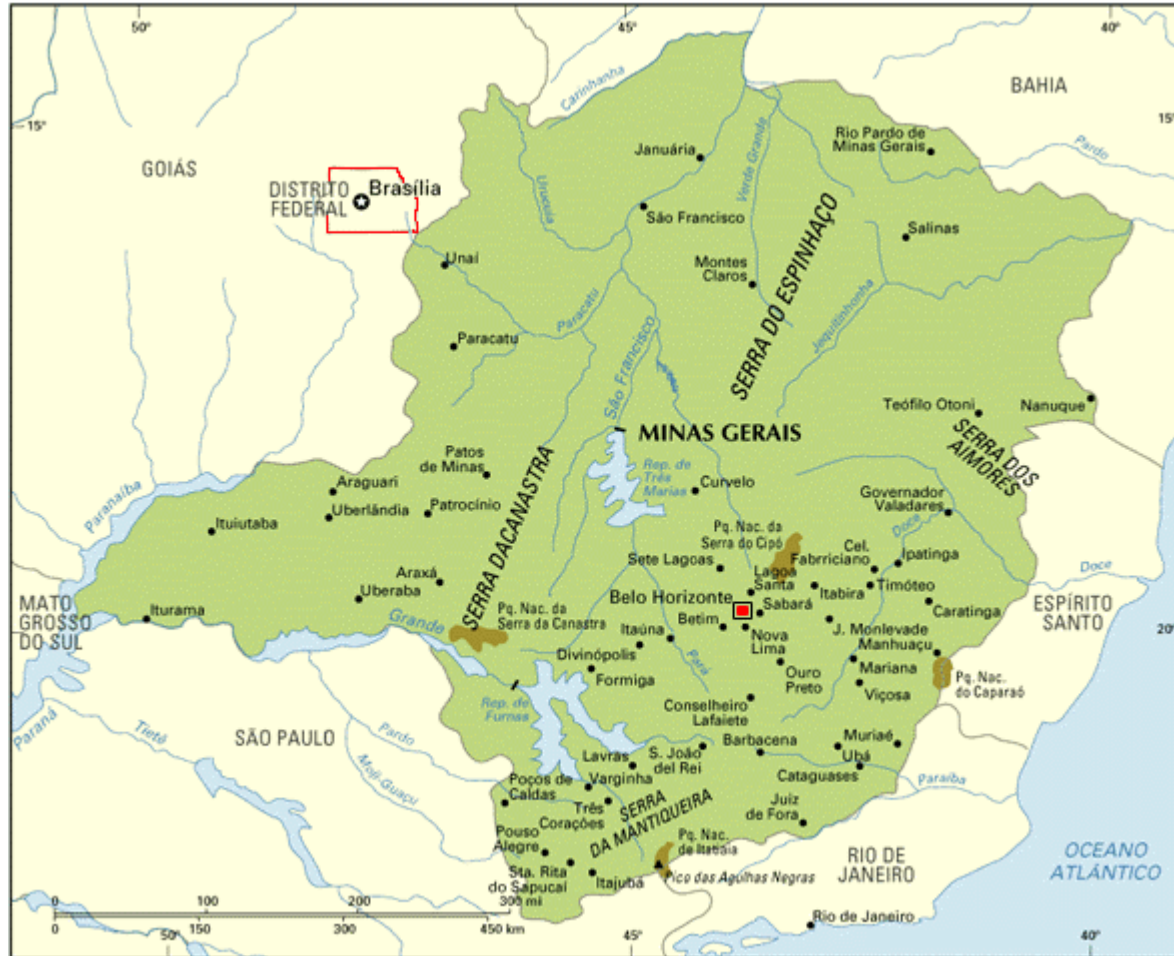 50°
45°
40°
15°
15°
BAHIA
Carinhanha
GOIÁS
DISTRITO
FEDERAL
Brasília
Urucuia
Januária
Verde Grande
Rio Pardo de
Minas Gerais
Pardo
São Francisco
Salinas
Unaí
Montes
Claros
SERRA DO ESPINHAÇO
Jequitinhonha
Paracatu
Paracatu
São Francisco
Teófilo Otoni
Nanuque
SERRA DOS
AIMORÉS
MINAS GERAIS
Patos
de Minas
SERRA DACANASTRA
Rep. de
Três
Marias
Curvelo
Paranaíba
Araguari
Uberlândia
Patrocínio
Ituiutaba
Governador
Valadares
Doce
Pq. Nac. da
Serra do Cipó
Cel.
Fabrriciano
Ipatinga
Sete Lagoas
Lagoa
Santa
Itabira
Timóteo
Doce
Araxá
Uberaba
Belo Horizonte
Sabará
Caratinga
ESPÍRITO
SANTO
MATO
GROSSO
DO SUL
Iturama
Grande
Pq. Nac. da
Serra da Canastra
Itaúna
Betim
Nova
Lima
J. Monlevade
Manhuaçu
20°
Divinópolis
Formiga
Pará
Ouro
Preto
Mariana
Viçosa
Pq. Nac.
do Caparaó
Rep. de
Furnas
Conselheiro
Lafaiete
Paraná
Tietê
SÃO PAULO
Pardo
Moji-Guaçu
Lavras
S. João
del Rei
Barbacena
Muriaé
Ubá
Cataguases
Paraíba
Poços de
Caldas
Varginha
Três
Corações
SERRA
DA MANTIQUEIRA
Juiz
de Fora
Pouso
Alegre
Pq. Nac.
de Itatiaia
Sta. Rita
do Sapucaí
Itajubá
Pico das Agulhas Negras
RIO DE
JANEIRO
OCEANO
ATLÁNTICO
0 100 200 300 mi
0 150 300 450 km
Rio de Janeiro
50°
45°
40°